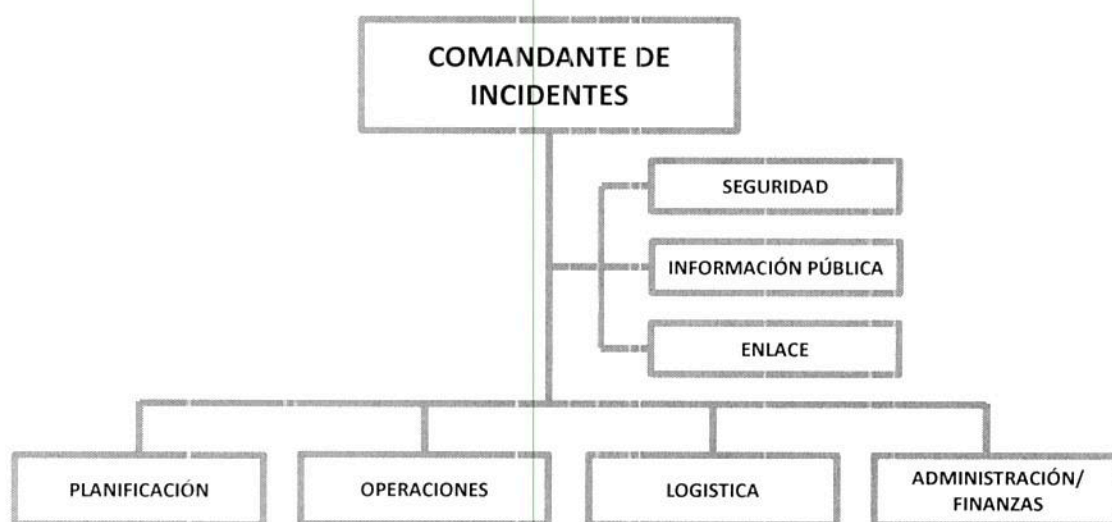 COMANDANTE DE
INCIDENTES
SEGURIDAD
INFORMACIÓN PÚBLICA
ENLACE
PLANIFICACIÓN
OPERACIONES
LOGISTICA
ADMINISTRACIÓN/
FINANZAS